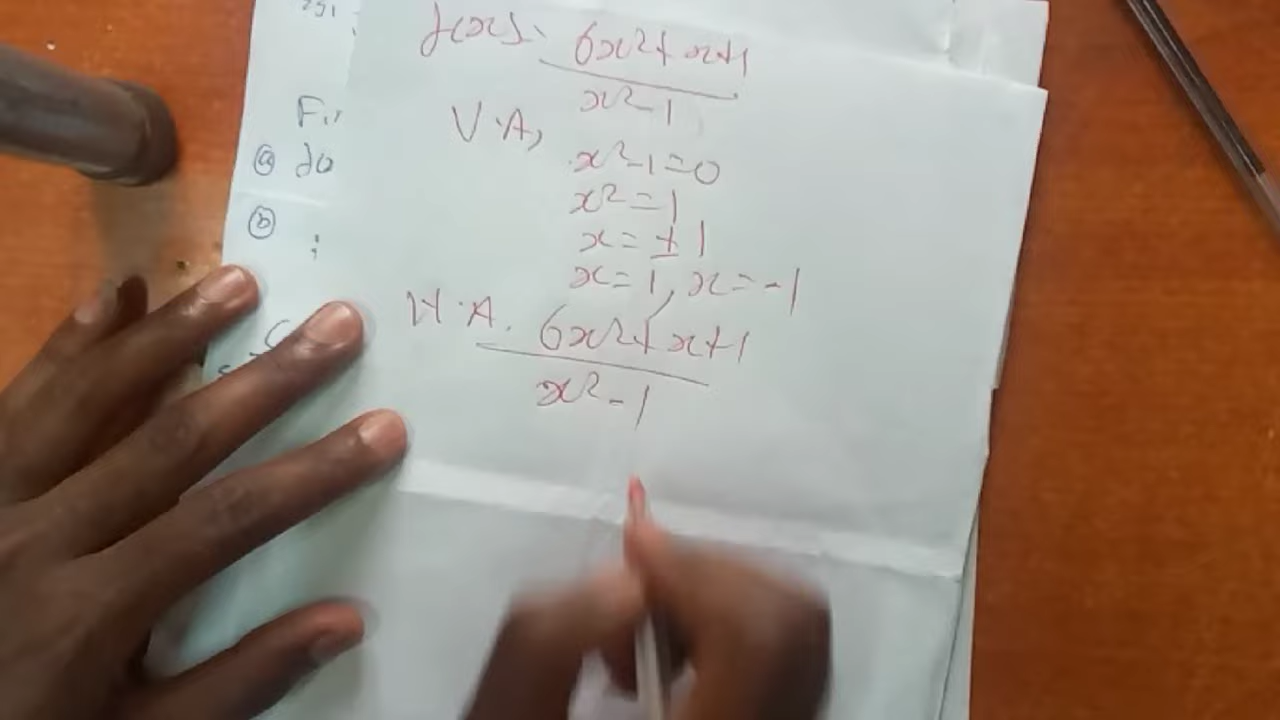 f(x) = 6x²+x+1
x²-1
V.A,
x²-1=0
x²=1
x=±1
x=1, x=-1
H.A. 6x²+x+1
x²-1
(a)
(b)